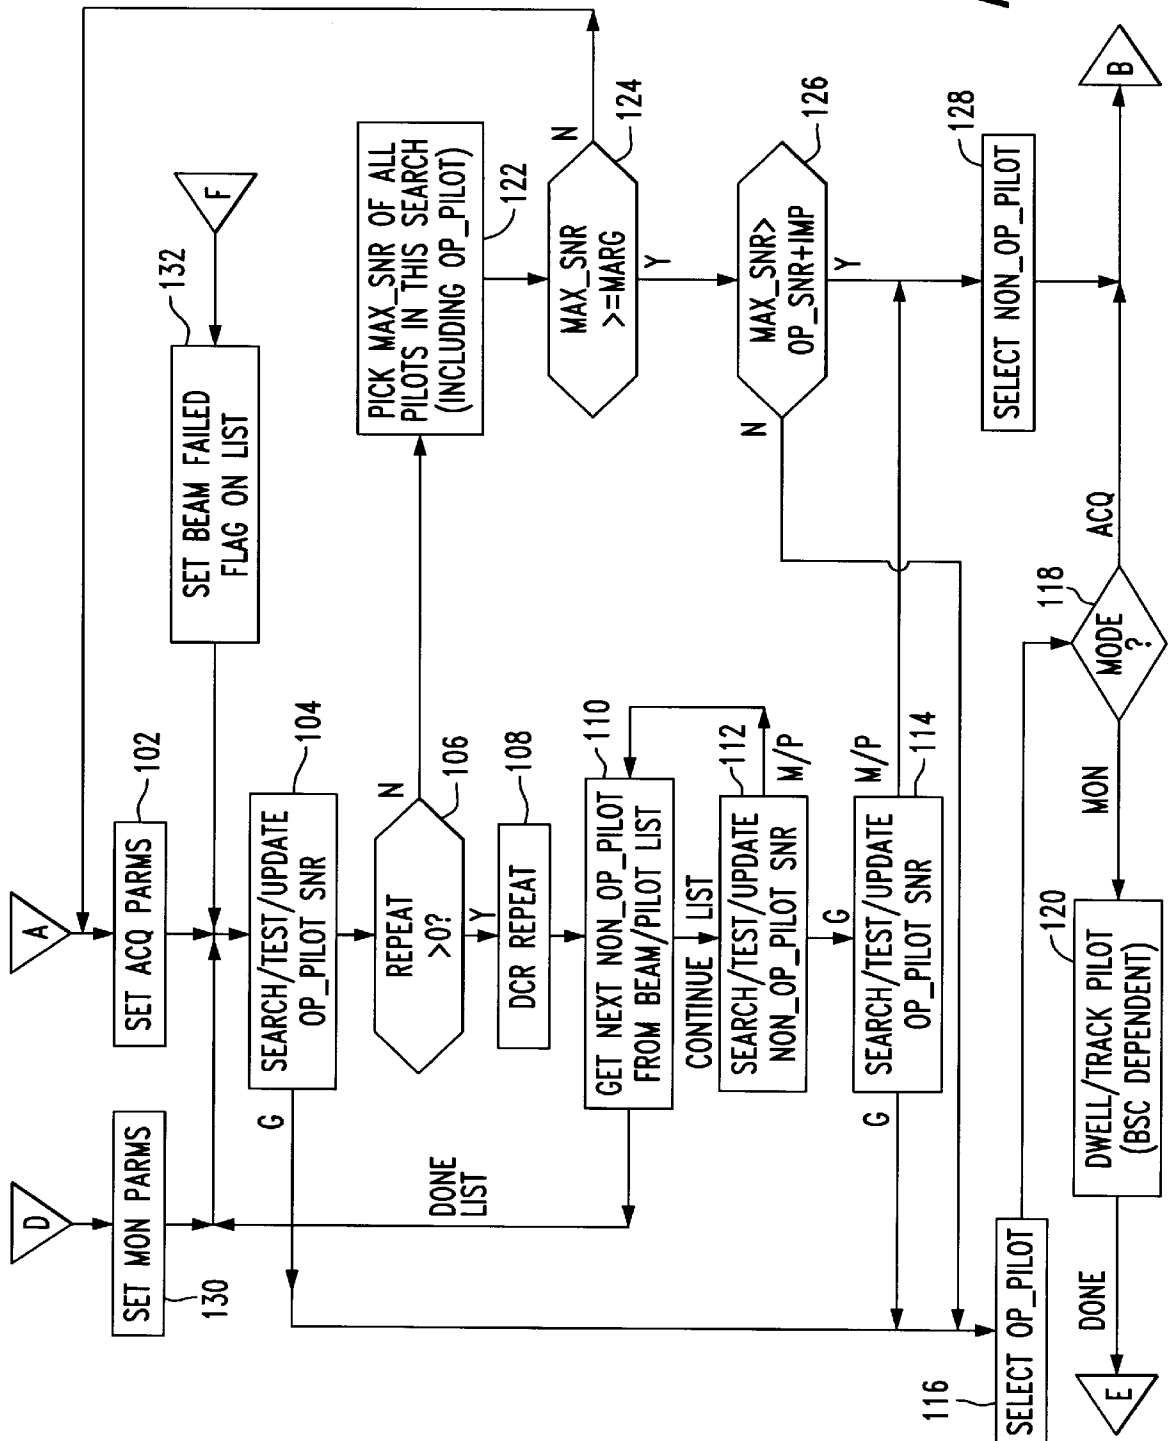 D
A
SET MON PARMS
130
SET ACQ PARMS
102
132
SET BEAM FAILED
FLAG ON LIST
F
G
SEARCH/TEST/UPDATE
OP_PILOT SNR
104
REPEAT
>0?
N
106
Y
DCR REPEAT
108
DONE
LIST
GET NEXT NON_OP_PILOT
FROM BEAM/PILOT LIST
110
CONTINUE LIST
SEARCH/TEST/UPDATE
NON_OP_PILOT SNR
112
M/P
G
SEARCH/TEST/UPDATE
OP_PILOT SNR
G
M/P
114
PICK MAX_SNR OF ALL
PILOTS IN THIS SEARCH
(INCLUDING OP_PILOT)
122
MAX_SNR
>=MARG
N
124
Y
MAX_SNR>
OP_SNR+IMP
N
126
Y
SELECT NON_OP_PILOT
128
116
SELECT OP_PILOT
MODE
?
118
MON
ACQ
DWELL/TRACK PILOT
(BSC DEPENDENT)
120
DONE
E
B